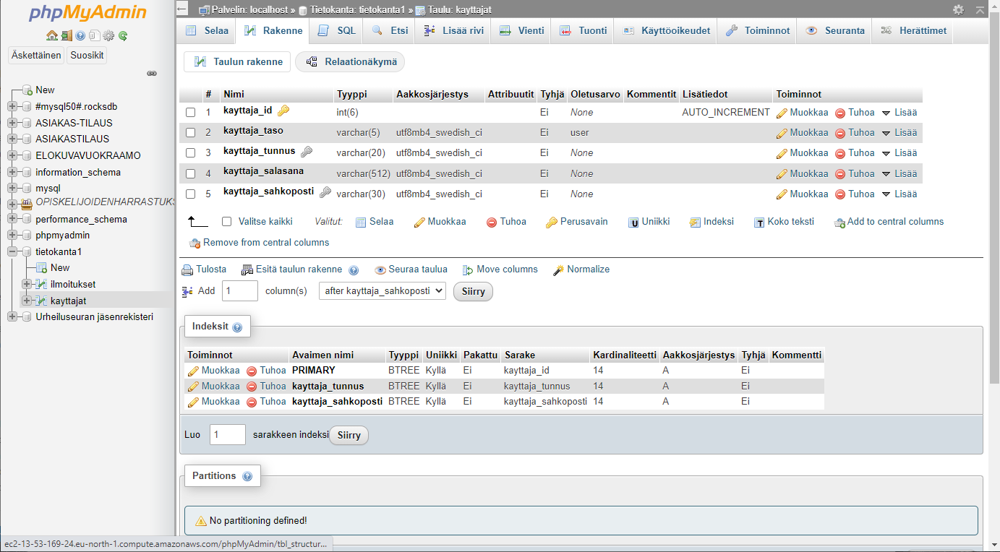 phpMyAdmin
Äskettäinen Suosikit
New
#mysql50#.rocksdb
ASIAKAS-TILAUS
ASIAKASTILAUS
ELOKUVAVUOKRAAMO
information_schema
mysql
OPISKELIJOIDENHARRASTUKS
performance_schema
phpmyadmin
tietokanta1
New
ilmoitukset
kayttajat
Urheiluseuran jäsenrekisteri
Palvelin: localhost » Tietokanta: tietokanta1 » Taulu: kayttajat
Selaa Rakenne SQL Etsi Lisää rivi Vienti Tuonti Käyttöoikeudet Toiminnot Seuranta Herättimet
Taulun rakenne Relaationäkymä
# Nimi Tyyppi Aakkosjärjestys Attribuutit Tyhjä Oletusarvo Kommentit Lisätiedot Toiminnot
1 kayttaja_id int(6) Ei None AUTO_INCREMENT Muokkaa Tuhoa Lisää
2 kayttaja_taso varchar(5) utf8mb4_swedish_ci Ei user Muokkaa Tuhoa Lisää
3 kayttaja_tunnus varchar(20) utf8mb4_swedish_ci Ei None Muokkaa Tuhoa Lisää
4 kayttaja_salasana varchar(512) utf8mb4_swedish_ci Ei None Muokkaa Tuhoa Lisää
5 kayttaja_sahkoposti varchar(30) utf8mb4_swedish_ci Ei None Muokkaa Tuhoa Lisää
Valitse kaikki Valitut: Selaa Muokkaa Tuhoa Perusavain Uniikki Indeksi Koko teksti Add to central columns
Remove from central columns
Tulosta Esitä taulun rakenne Seuraa taulua Move columns Normalize
Add 1 column(s) after kayttaja_sahkoposti Siirry
Indeksit
Toiminnot Avaimen nimi Tyyppi Uniikki Pakattu Sarake Kardinaliteetti Aakkosjärjestys Tyhjä Kommentti
Muokkaa Tuhoa PRIMARY BTREE Kyllä Ei kayttaja_id 14 A Ei
Muokkaa Tuhoa kayttaja_tunnus BTREE Kyllä Ei kayttaja_tunnus 14 A Ei
Muokkaa Tuhoa kayttaja_sahkoposti BTREE Kyllä Ei kayttaja_sahkoposti 14 A Ei
Luo 1 sarakkeen indeksi Siirry
Partitions
No partitioning defined!
ec2-13-53-169-24.eu-north-1.compute.amazonaws.com/phpMyAdmin/tbl_structur...